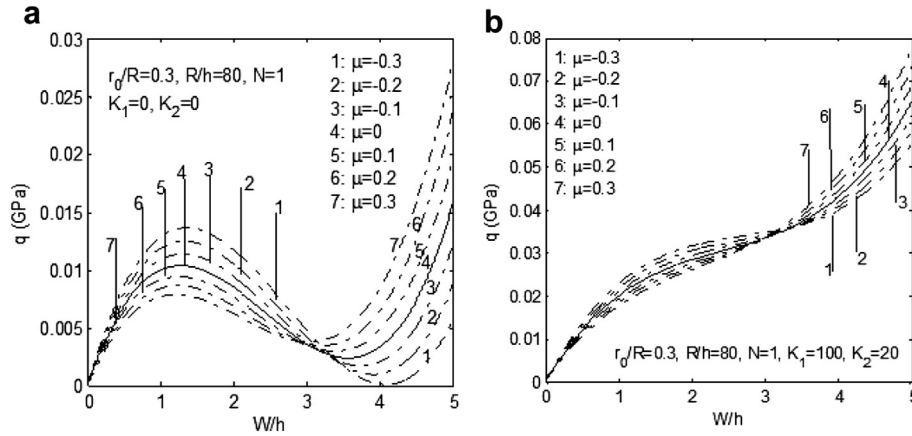 a
0.03
0.025
0.02
0.015
0.01
0.005
0
q (GPa)
r₀/R=0.3, R/h=80, N=1
K₁=0, K₂=0
1: μ=-0.3
2: μ=-0.2
3: μ=-0.1
4: μ=0
5: μ=0.1
6: μ=0.2
7: μ=0.3
7
6
5
4
3
2
1
7
6
5
4
3
2
1
0 1 2 3 4 5
W/h
b
0.08
0.07
0.06
0.05
0.04
0.03
0.02
0.01
0
q (GPa)
1: μ=-0.3
2: μ=-0.2
3: μ=-0.1
4: μ=0
5: μ=0.1
6: μ=0.2
7: μ=0.3
7
6
5
4
1
2
3
r₀/R=0.3, R/h=80, N=1, K₁=100, K₂=20
0 1 2 3 4 5
W/h